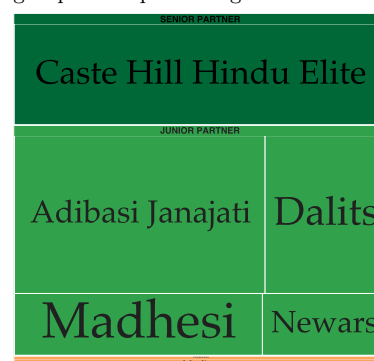 SENIOR PARTNER
Caste Hill Hindu Elite
JUNIOR PARTNER
Adibasi Janajati
Dalits
Madhesi
Newars